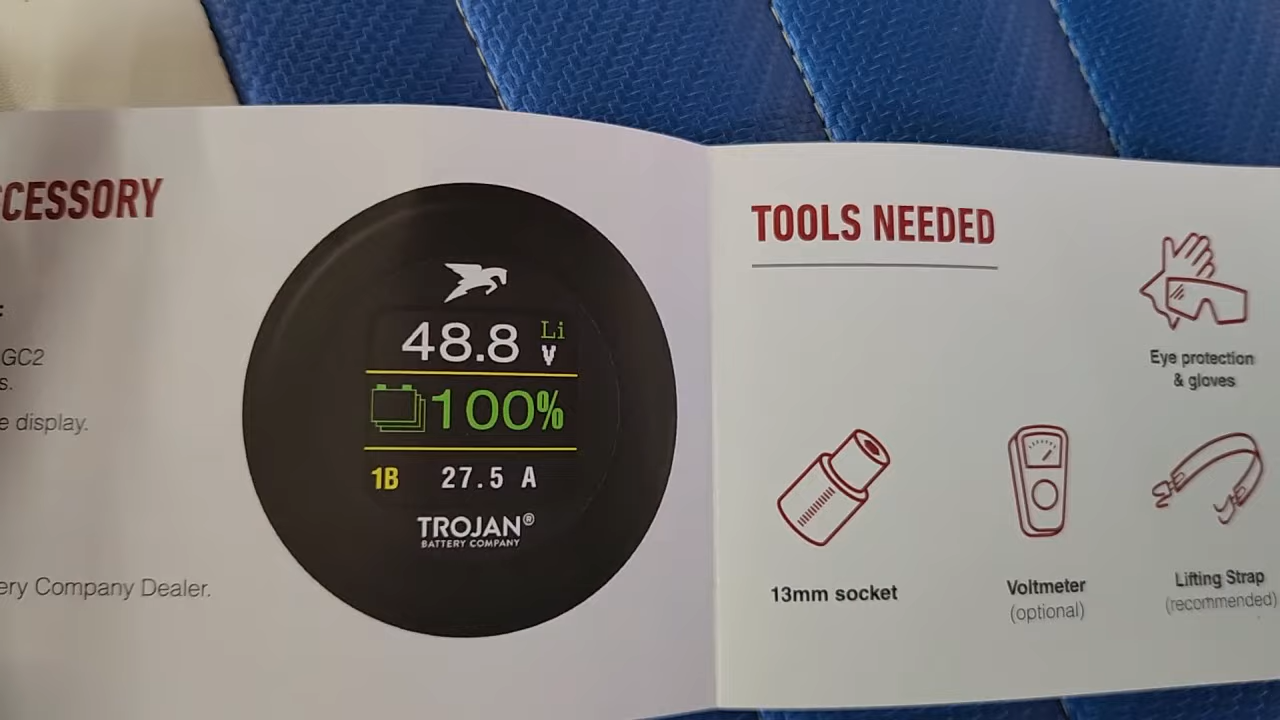 CCESSORY
GC2
s.
e display.
ery Company Dealer.
48.8 Li
V
100%
1B 27.5 A
TROJAN®
BATTERY COMPANY
TOOLS NEEDED
Eye protection
& gloves
13mm socket
Voltmeter
(optional)
Lifting Strap
(recommended)